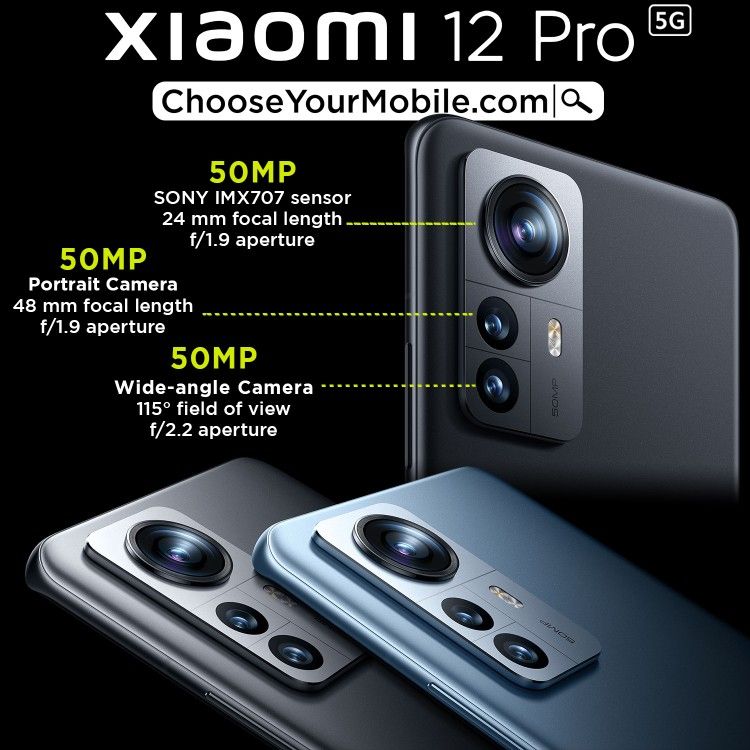 XIAOMI 12 Pro 5G
ChooseYourMobile.com
50MP
SONY IMX707 sensor
24 mm focal length
f/1.9 aperture
50MP
Portrait Camera
48 mm focal length
f/1.9 aperture
50MP
Wide-angle Camera
115° field of view
f/2.2 aperture
50MP
50MP